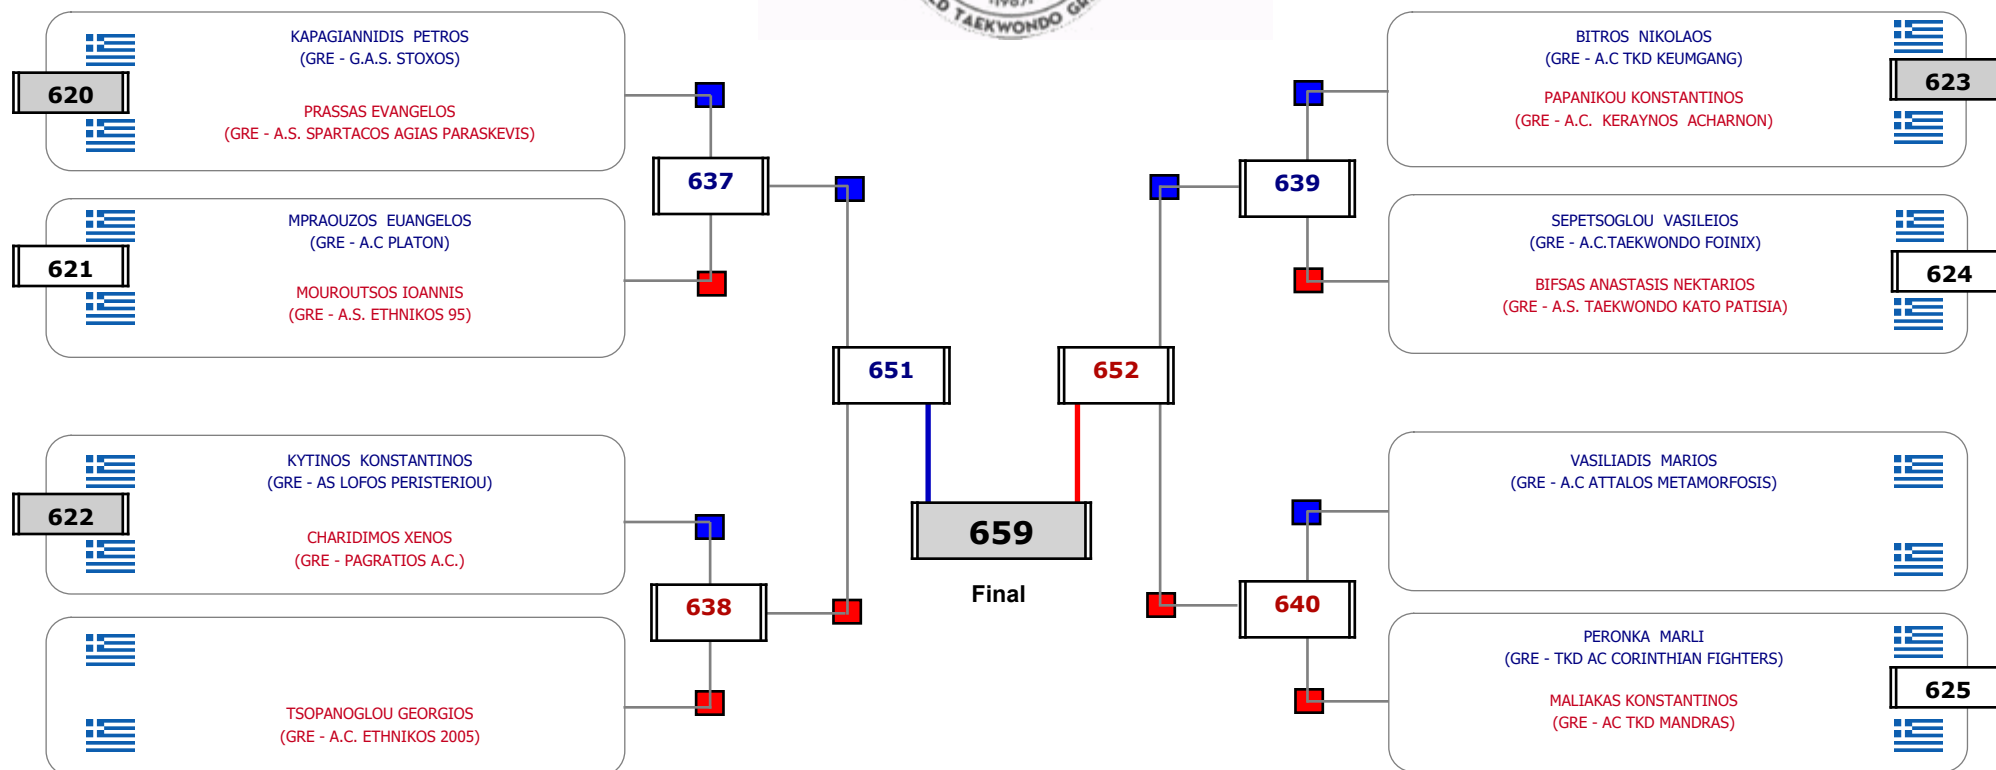 (1987)
TAEKWONDO
KAPAGIANNIDIS PETROS
(GRE - G.A.S. STOXOS)
620
PRASSAS EVANGELOS
(GRE - A.S. SPARTACOS AGIAS PARASKEVIS)
637
MPRAOUZOS EUANGELOS
(GRE - A.C PLATON)
621
MOUROUTSOS IOANNIS
(GRE - A.S. ETHNIKOS 95)
651
KYTINOS KONSTANTINOS
(GRE - AS LOFOS PERISTERIOU)
622
CHARIDIMOS XENOS
(GRE - PAGRATIOS A.C.)
638
TSOPANOGLOU GEORGIOS
(GRE - A.C. ETHNIKOS 2005)
659
Final
BITROS NIKOLAOS
(GRE - A.C TKD KEUMGANG)
623
PAPANIKOU KONSTANTINOS
(GRE - A.C. KERAYNOS ACHARNON)
639
SEPETSOGLOU VASILEIOS
(GRE - A.C.TAEKWONDO FOINIX)
624
BIFSAS ANASTASIS NEKTARIOS
(GRE - A.S. TAEKWONDO KATO PATISIA)
652
VASILIADIS MARIOS
(GRE - A.C ATTALOS METAMORFOSIS)
640
PERONKA MARLI
(GRE - TKD AC CORINTHIAN FIGHTERS)
625
MALIAKAS KONSTANTINOS
(GRE - AC TKD MANDRAS)